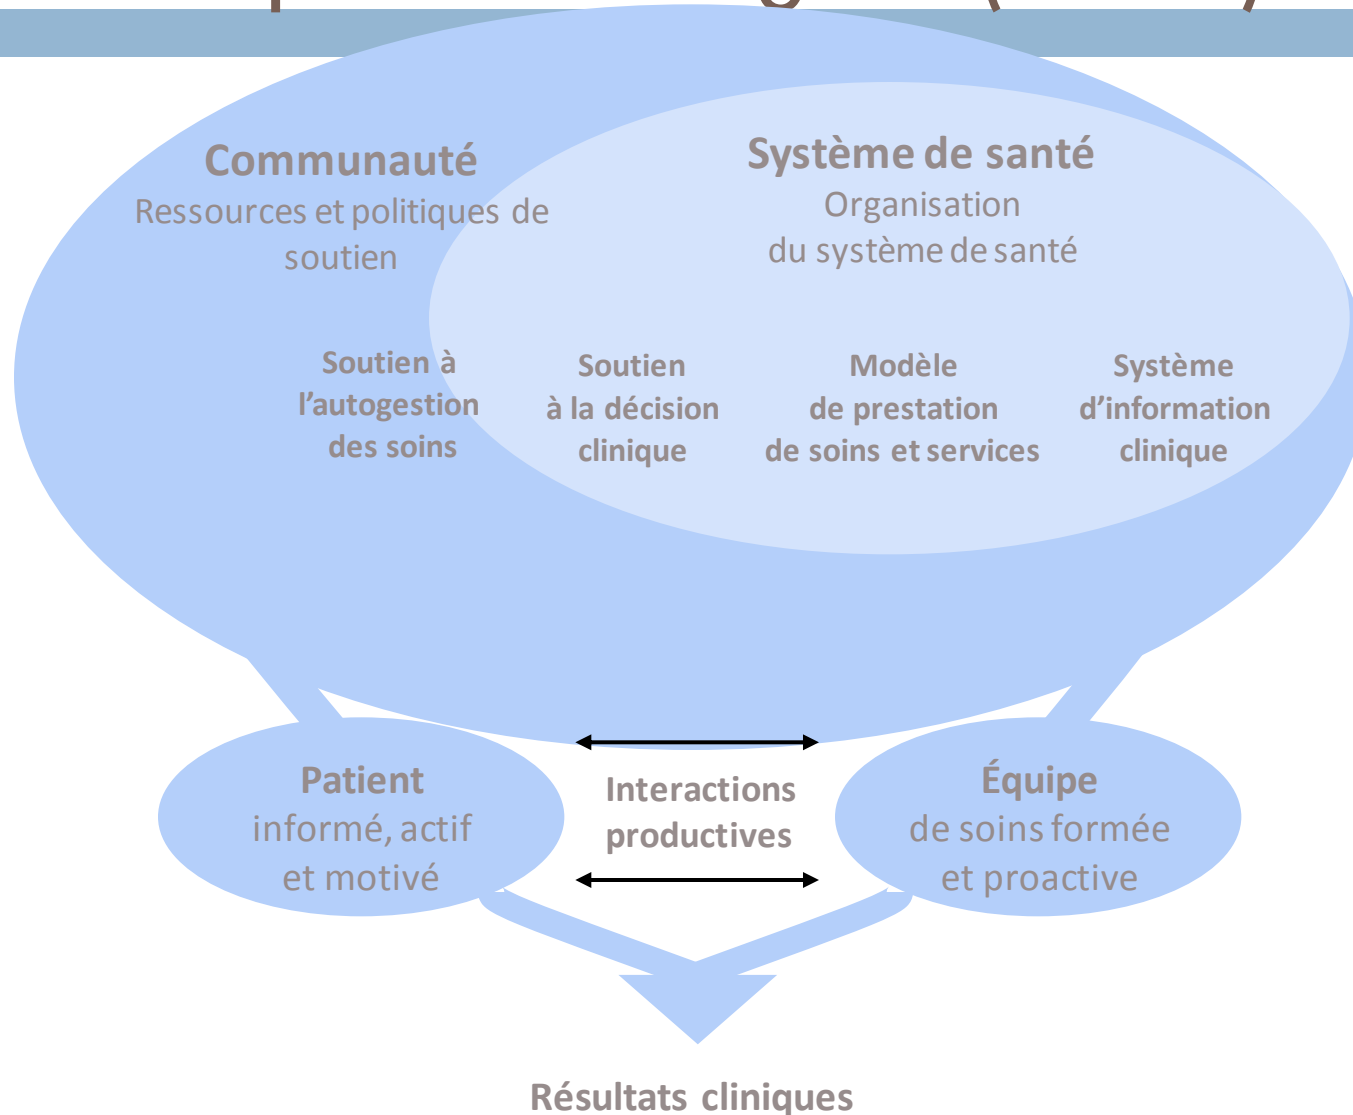 Communauté
Ressources et politiques de
soutien
Système de santé
Organisation
du système de santé
Soutien à
l’autogestion
des soins
Soutien
à la décision
clinique
Modèle
de prestation
de soins et services
Système
d’information
clinique
Patient
informé, actif
et motivé
Interactions
productives
Équipe
de soins formée
et proactive
Résultats cliniques